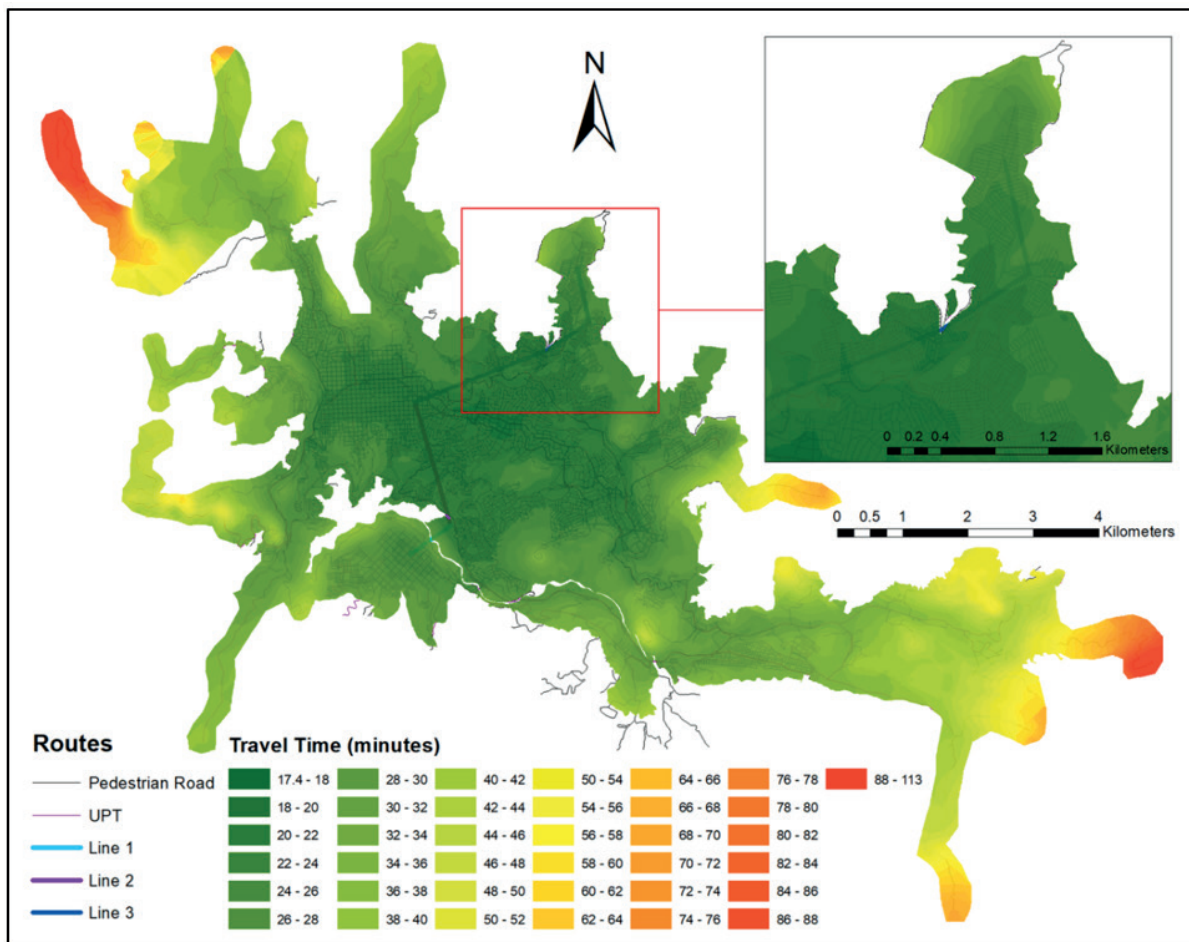 N
0 0.2 0.4 0.8 1.2 1.6
Kilometers
0 0.5 1 2 3 4
Kilometers
Routes
Pedestrian Road
UPT
Line 1
Line 2
Line 3
Travel Time (minutes)
17.4 - 18 28 - 30 40 - 42 50 - 54 64 - 66 76 - 78 88 - 113
18 - 20 30 - 32 42 - 44 54 - 56 66 - 68 78 - 80
20 - 22 32 - 34 44 - 46 56 - 58 68 - 70 80 - 82
22 - 24 34 - 36 46 - 48 58 - 60 70 - 72 82 - 84
24 - 26 36 - 38 48 - 50 60 - 62 72 - 74 84 - 86
26 - 28 38 - 40 50 - 52 62 - 64 74 - 76 86 - 88